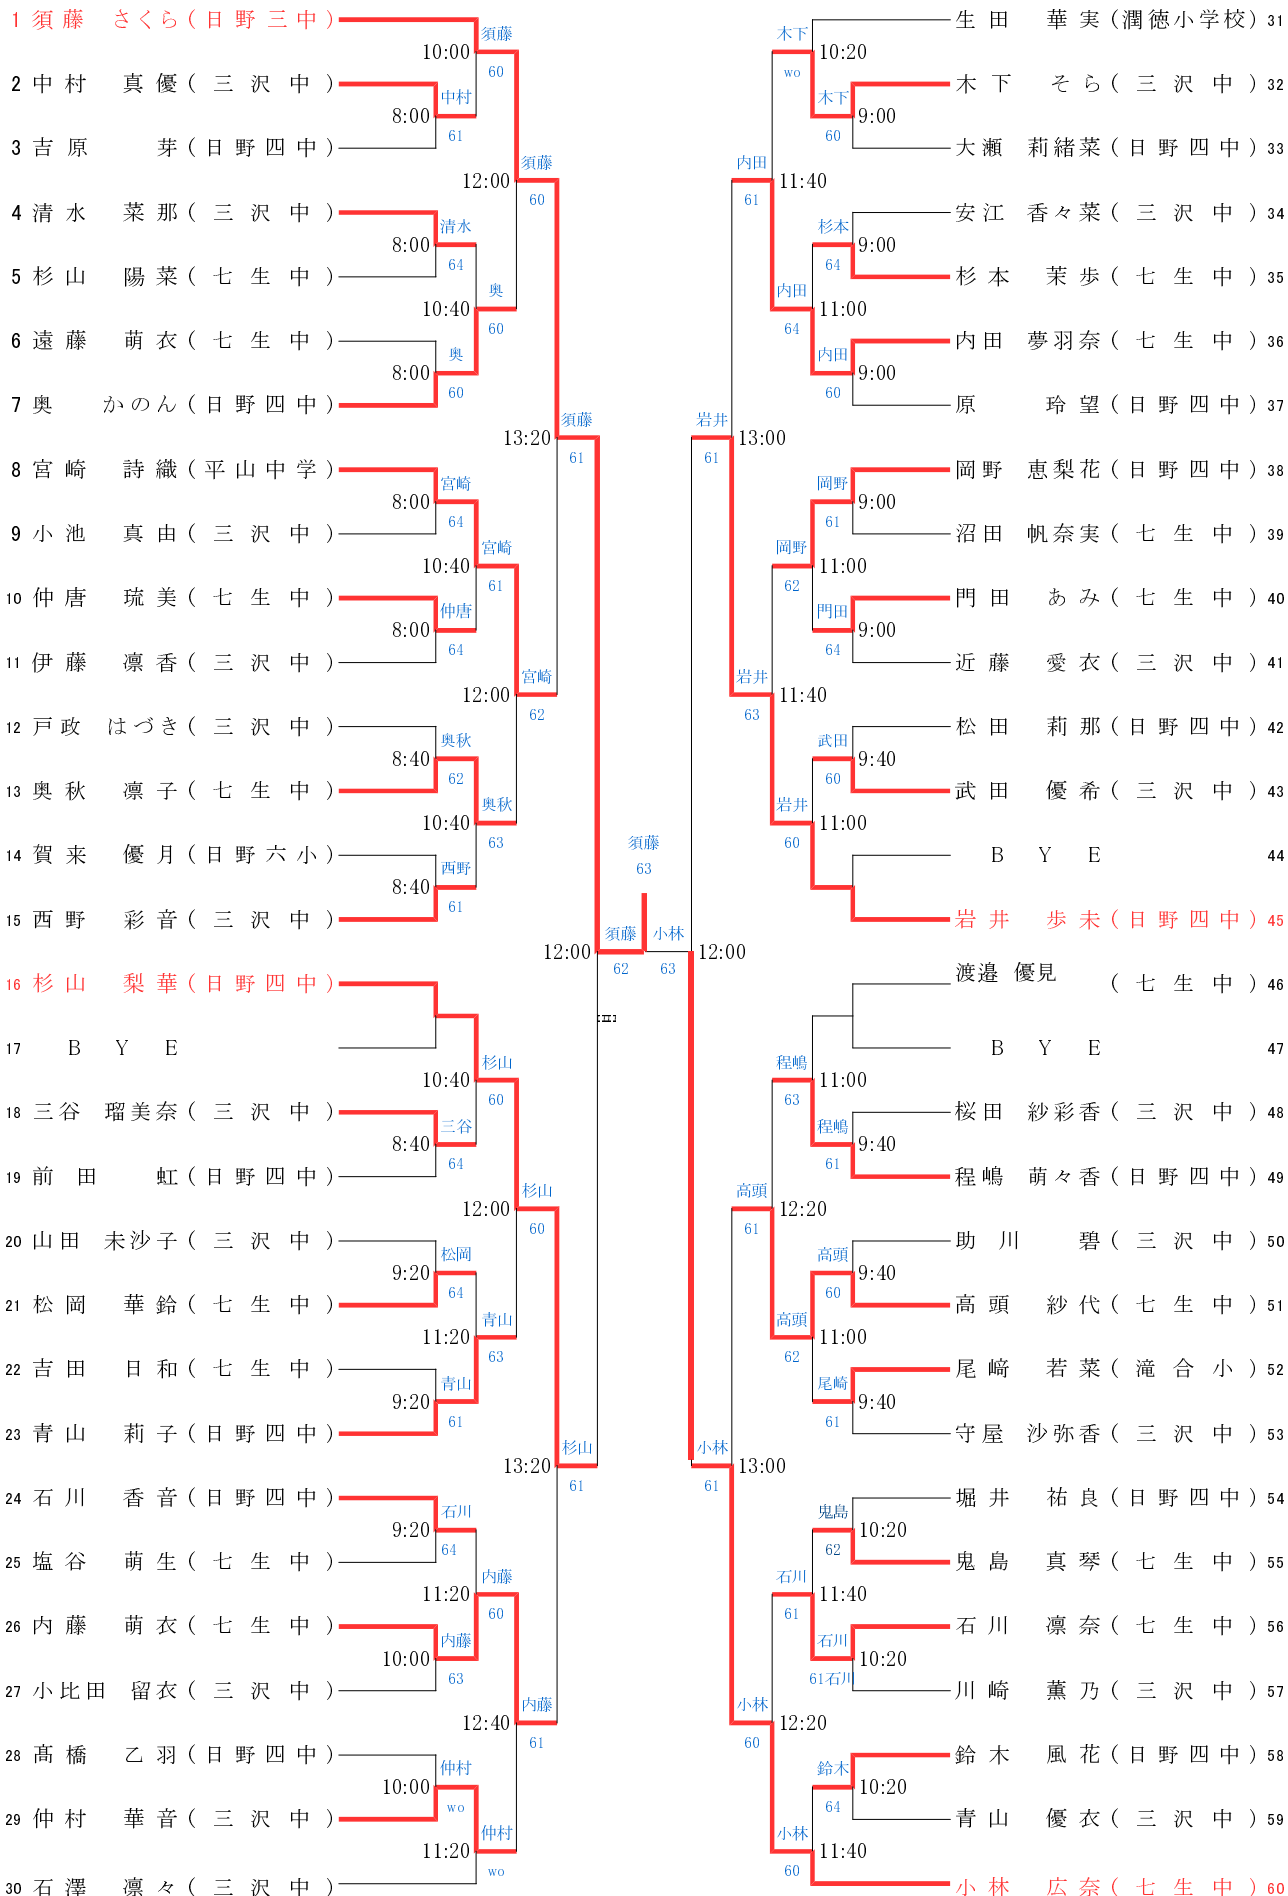 1 須藤 さくら(日野三中)
2 中村 真優(三沢中)
3 吉原 芽(日野四中)
4 清水 菜那(三沢中)
5 杉山 陽菜(七生中)
6 遠藤 萌衣(七生中)
7 奥 かのん(日野四中)
8 宮崎 詩織(平山中学)
9 小池 真由(三沢中)
10 仲唐 琉美(七生中)
11 伊藤 凛香(三沢中)
12 戸政 はづき(三沢中)
13 奥秋 凛子(七生中)
14 賀来 優月(日野六小)
15 西野 彩音(三沢中)
16 杉山 梨華(日野四中)
17 BYE
18 三谷 瑠美奈(三沢中)
19 前田 虹(日野四中)
20 山田 未沙子(三沢中)
21 松岡 華鈴(七生中)
22 吉田 日和(七生中)
23 青山 莉子(日野四中)
24 石川 香音(日野四中)
25 塩谷 萌生(七生中)
26 内藤 萌衣(七生中)
27 小比田 留衣(三沢中)
28 髙橋 乙羽(日野四中)
29 仲村 華音(三沢中)
30 石澤 凛々(三沢中)
8:00 中村 61
8:00 清水 64
8:00 奥 60
8:00 宮崎 64
8:00 仲唐 64
8:40 奥秋 62
8:40 西野 61
8:40 三谷 64
9:20 松岡 64
9:20 青山 61
9:20 石川 64
10:00 内藤 63
10:00 仲村 wo
10:00 須藤 60
10:40 奥 60
10:40 宮崎 61
10:40 奥秋 63
10:40 杉山 60
11:20 青山 63
11:20 内藤 60
11:20 仲村 wo
12:00 須藤 60
12:00 宮崎 62
12:00 杉山 60
12:40 内藤 61
13:20 須藤 61
13:20 杉山 61
12:00 須藤 62
須藤
63
小林 63 12:00
岩井 61 13:00
小林 61 13:00
内田 61 11:40
岩井 63 11:40
高頭 61 12:20
小林 60 12:20
木下 wo 10:20
内田 64 11:00
岡野 62 11:00
岩井 60 11:00
程嶋 63 11:00
高頭 62 11:00
石川 61 11:40
小林 60 11:40
木下 60 9:00
杉本 64 9:00
内田 60 9:00
岡野 61 9:00
門田 64 9:00
武田 60 9:40
程嶋 61 9:40
高頭 60 9:40
尾崎 61 9:40
鬼島 62 10:20
石川 61石川 10:20
鈴木 64 10:20
生田 華実(潤徳小学校) 31
木下 そら(三沢中) 32
大瀬 莉緒菜(日野四中) 33
安江 香々菜(三沢中) 34
杉本 茉歩(七生中) 35
内田 夢羽奈(七生中) 36
原 玲望(日野四中) 37
岡野 恵梨花(日野四中) 38
沼田 帆奈実(七生中) 39
門田 あみ(七生中) 40
近藤 愛衣(三沢中) 41
松田 莉那(日野四中) 42
武田 優希(三沢中) 43
BYE 44
岩井 歩未(日野四中) 45
渡邉 優見(七生中) 46
BYE 47
桜田 紗彩香(三沢中) 48
程嶋 萌々香(日野四中) 49
助川 碧(三沢中) 50
高頭 紗代(七生中) 51
尾﨑 若菜(滝合小) 52
守屋 沙弥香(三沢中) 53
堀井 祐良(日野四中) 54
鬼島 真琴(七生中) 55
石川 凛奈(七生中) 56
川崎 薫乃(三沢中) 57
鈴木 風花(日野四中) 58
青山 優衣(三沢中) 59
小林 広奈(七生中) 60